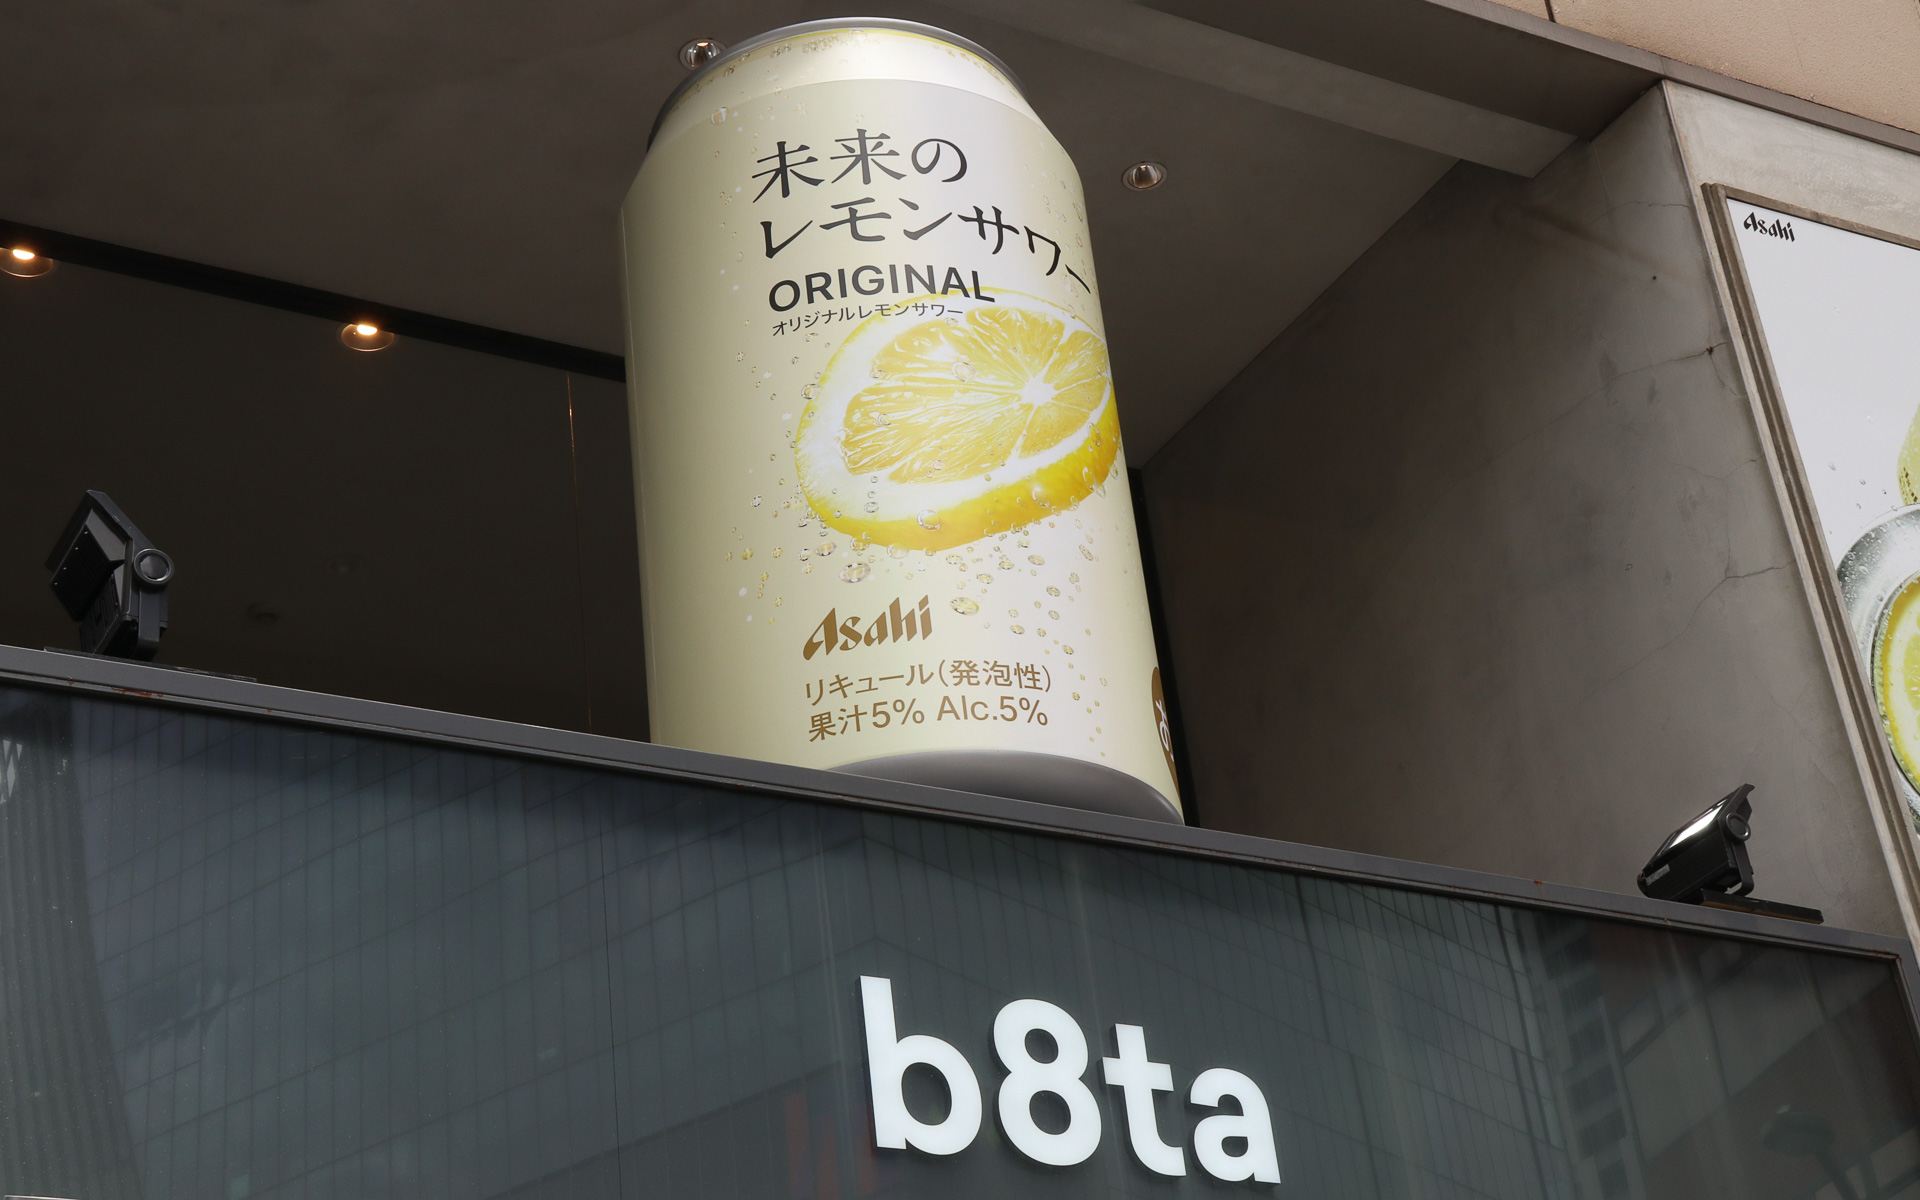 未来の
レモンサワー
ORIGINAL
オリジナルレモンサワー
Asahi
リキュール(発泡性)
果汁5% Alc.5%
Asahi
b8ta